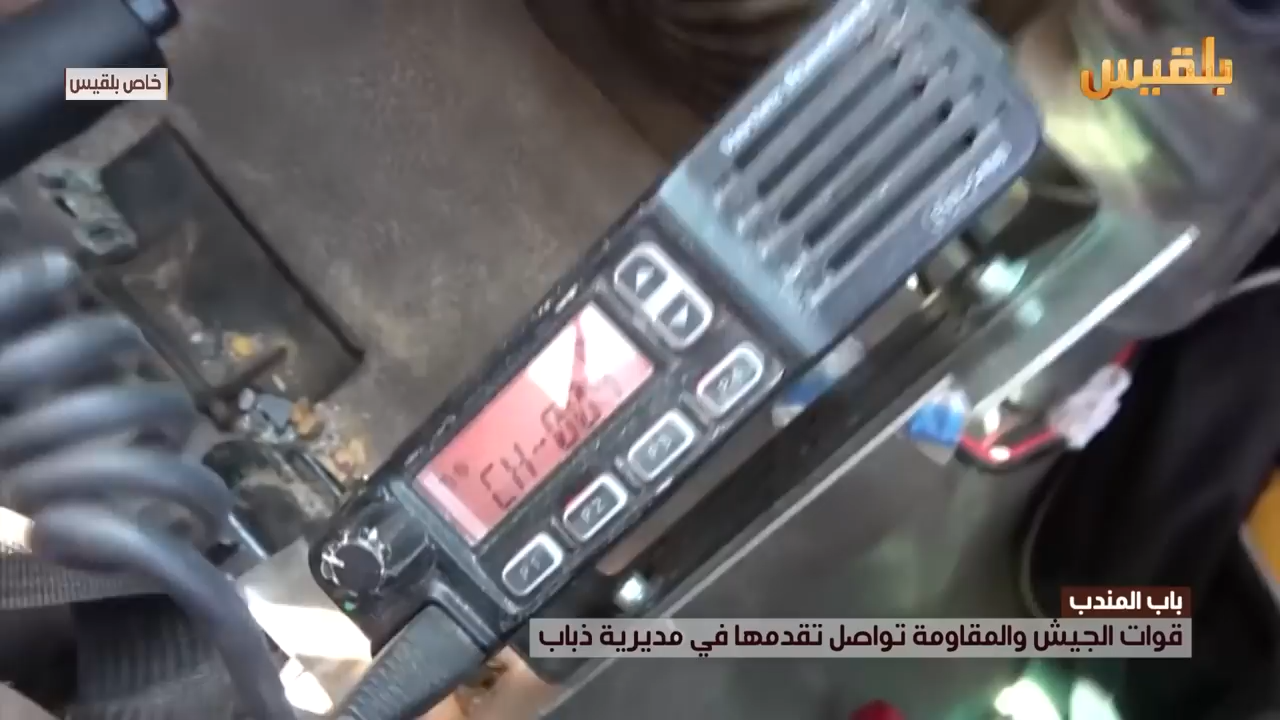 بلقيس
خاص بلقيس
CH-
P1
P2
P3
P4
باب المندب
قوات الجيش والمقاومة تواصل تقدمها في مديرية ذباب